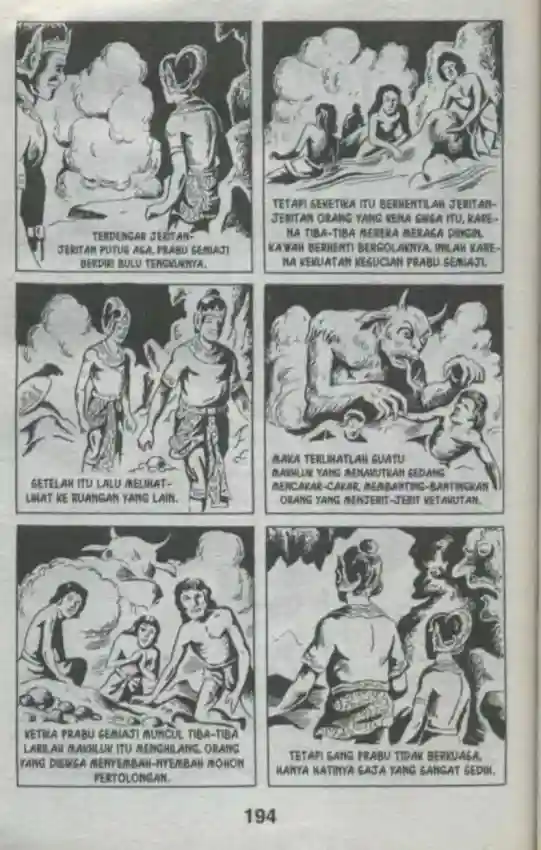 TERDENGAR JERITAN-
JERITAN PUTUS ASA. PRABU SEMIAJI
BERDIRI BULU TENGKUKNYA.
TETAPI SEKETIKA ITU BERHENTILAH JERITAN-
JERITAN ORANG YANG KENA SIKSA ITU, KARE-
NA TIBA-TIBA MEREKA MERASA DINGIN.
KAWAH BERHENTI BERGOLAKNYA. INILAH KARE-
NA KEKUATAN KESUCIAN PRABU SEMIAJI.
SETELAH ITU LALU MELIHAT-
LIHAT KE RUANGAN YANG LAIN.
MAKA TERLIHATLAH SUATU
MAKHLUK YANG MENAKUTKAN SEDANG
MENCAKAR-CAKAR, MEMBANTING-BANTINGKAN
ORANG YANG MENJERIT-JERIT KETAKUTAN.
KETIKA PRABU SEMIAJI MUNCUL TIBA-TIBA
LARILAH MAKHLUK ITU MENGHILANG. ORANG
YANG DISIKSA MENYEMBAH-NYEMBAH MOHON
PERTOLONGAN.
TETAPI SANG PRABU TIDAK BERKUASA,
HANYA HATINYA SAJA YANG SANGAT SEDIH.
194